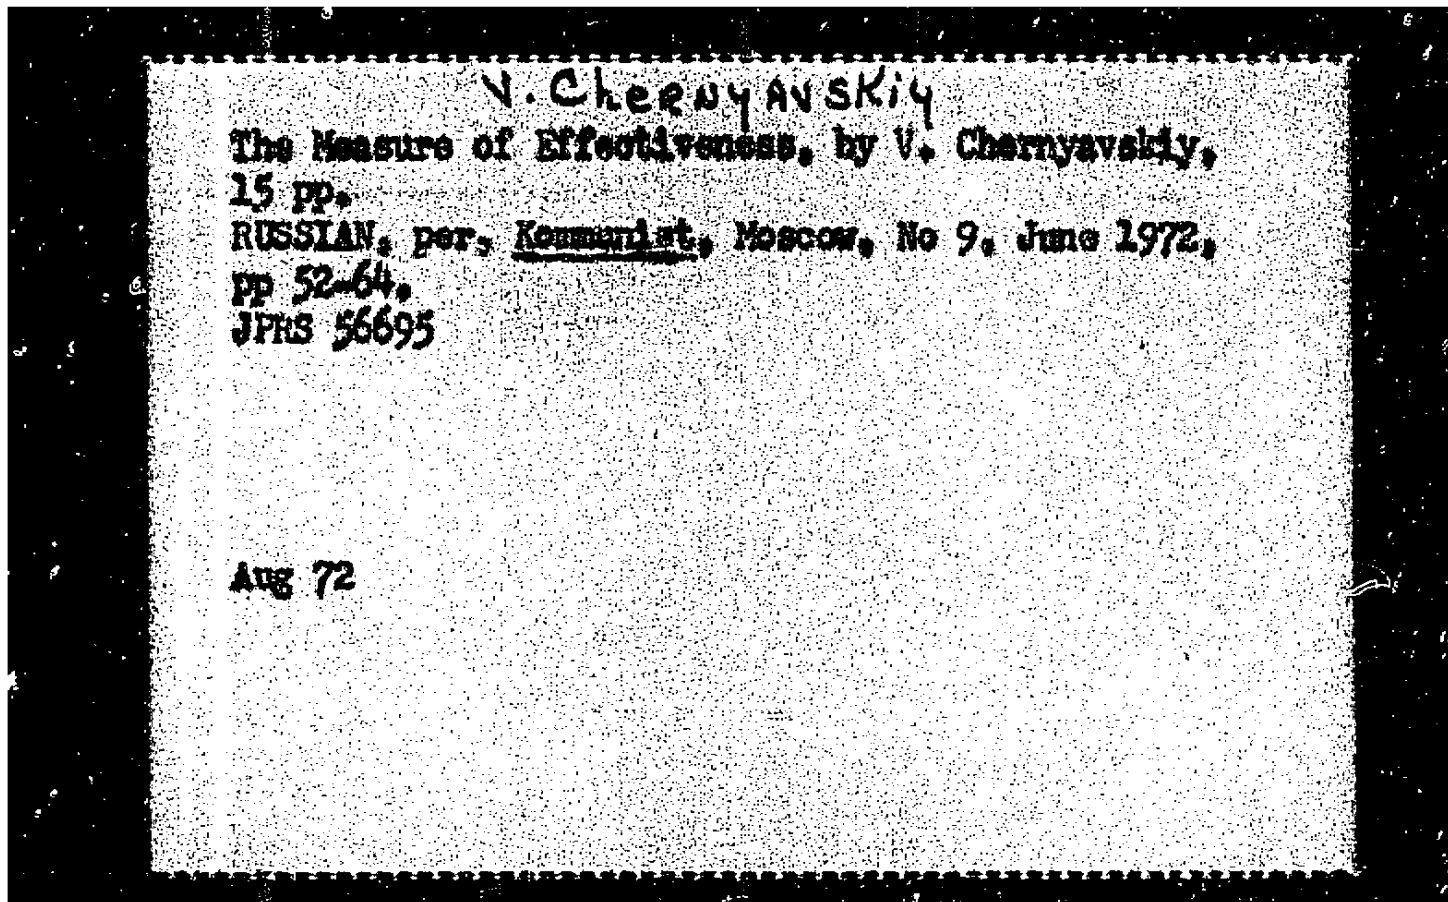 V. Chernyavskiy
The Measure of Effectiveness, by V. Chernyavskiy,
15 pp.
RUSSIAN, per, Kommunist, Moscow, No 9, June 1972,
pp 52-64.
JPRS 56695
Aug 72